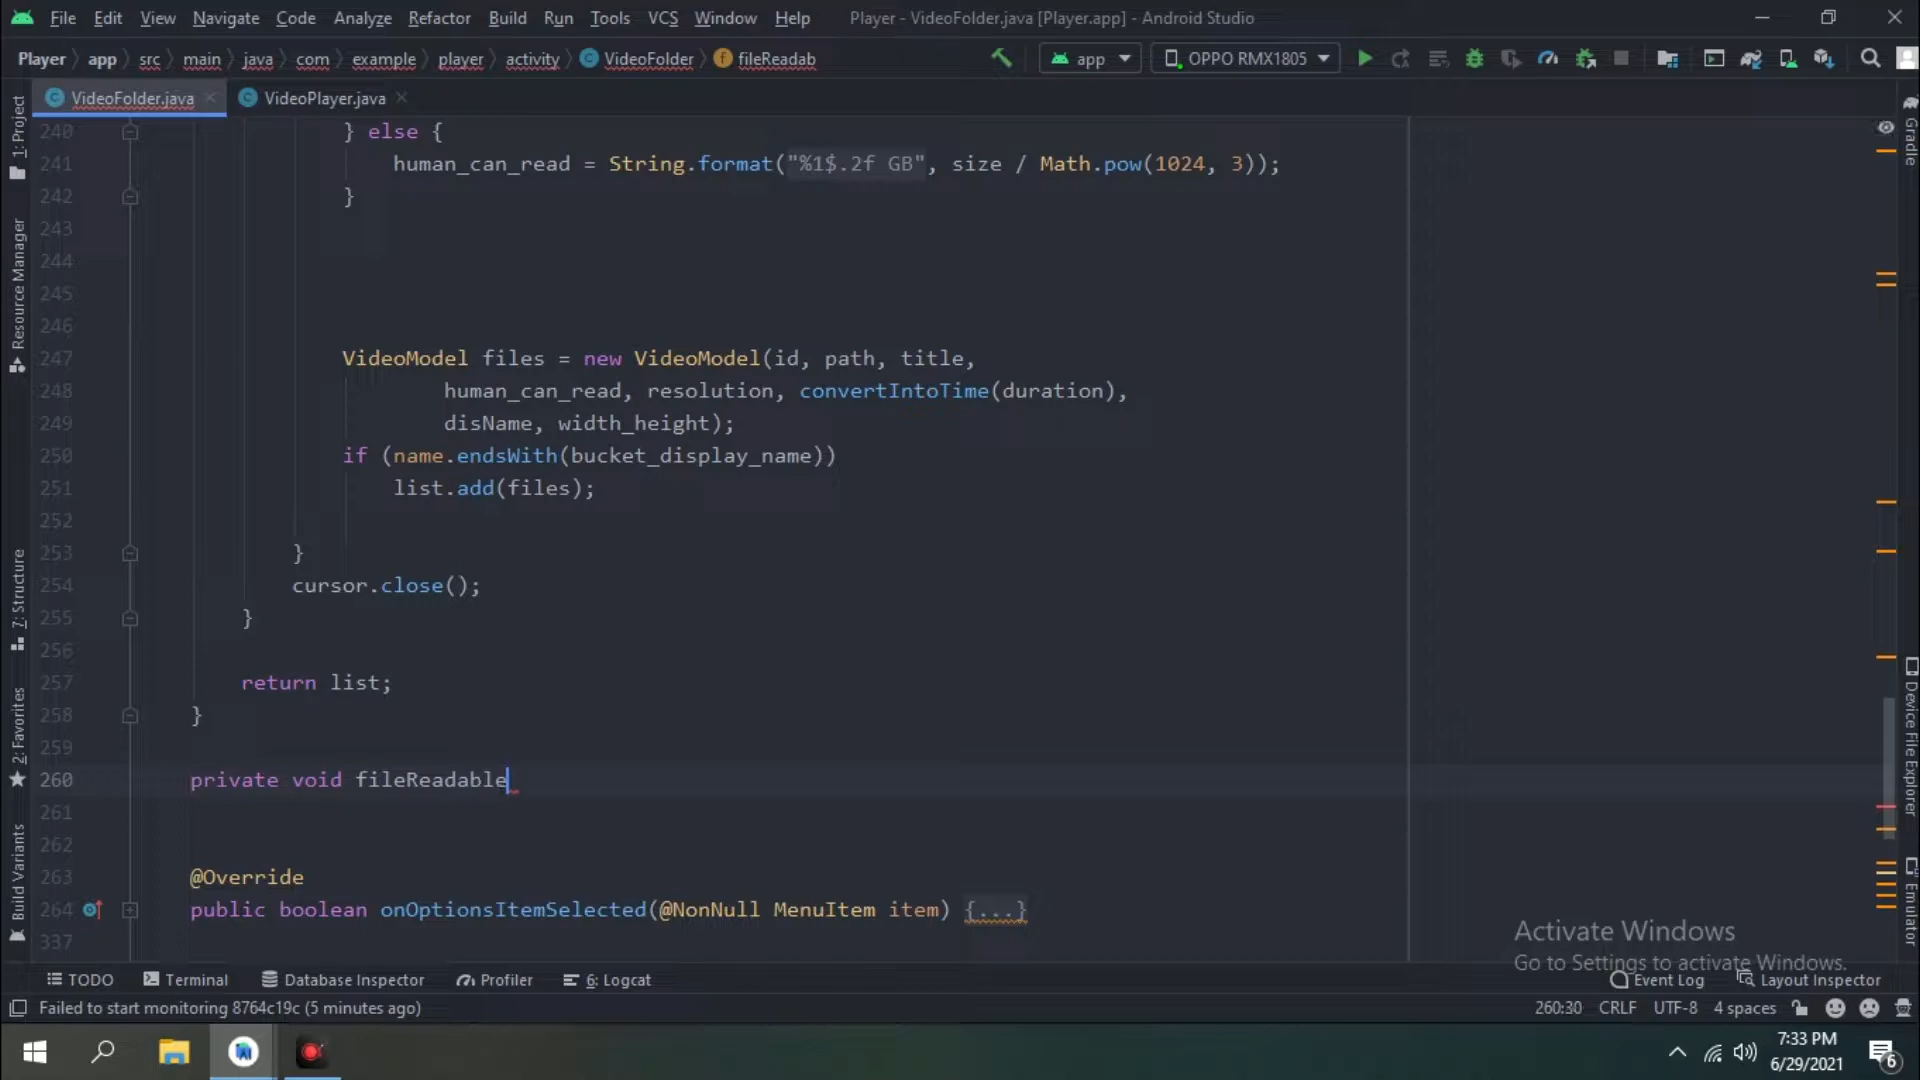 File Edit View Navigate Code Analyze Refactor Build Run Tools VCS Window Help Player - VideoFolder.java [Player.app] - Android Studio
Player app src main java com example player activity VideoFolder fileReadab app OPPO RMX1805
VideoFolder.java VideoPlayer.java
1: Project
Resource Manager
7: Structure
2: Favorites
Build Variants
240 } else {
241 human_can_read = String.format("%1$.2f GB", size / Math.pow(1024, 3));
242 }
243
244
245
246
247 VideoModel files = new VideoModel(id, path, title,
248 human_can_read, resolution, convertIntoTime(duration),
249 disName, width_height);
250 if (name.endsWith(bucket_display_name))
251 list.add(files);
252
253 }
254 cursor.close();
255 }
256
257 return list;
258 }
259
260 private void fileReadable
261
262
263 @Override
264 public boolean onOptionsItemSelected(@NonNull MenuItem item) {...}
337
Gradle
Device File Explorer
Emulator
Activate Windows
Go to Settings to activate Windows.
TODO Terminal Database Inspector Profiler 6: Logcat Event Log Layout Inspector
Failed to start monitoring 8764c19c (5 minutes ago) 260:30 CRLF UTF-8 4 spaces
7:33 PM
6/29/2021
6